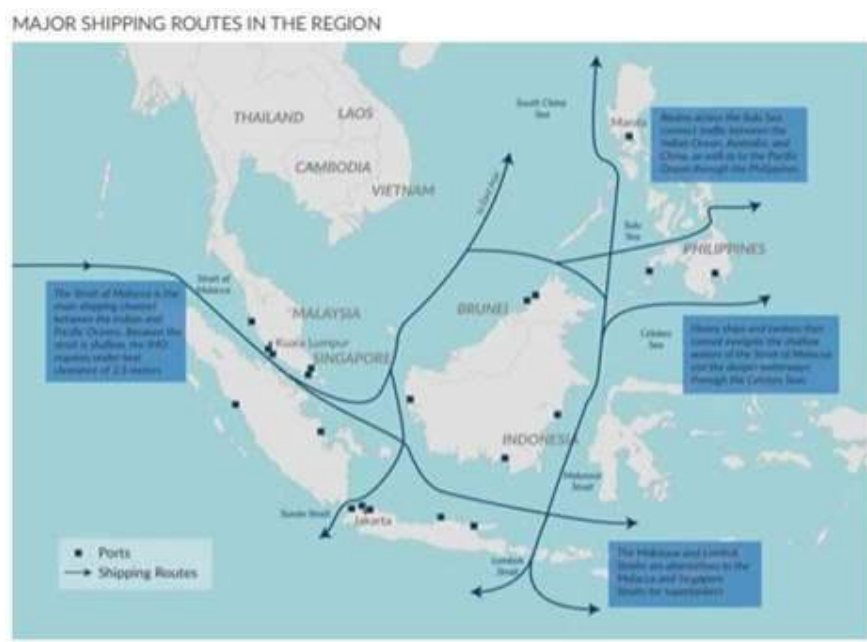 MAJOR SHIPPING ROUTES IN THE REGION
South China
Sea
Manila
Routes across the Sulu Sea
connect traffic between the
Indian Ocean, Australia, and
China, as well as to the Pacific
Ocean through the Philippines
THAILAND
LAOS
CAMBODIA
VIETNAM
to East Asia
Sulu
Sea
PHILIPPINES
Strait of
Malacca
The Strait of Malacca is the
main shipping channel
between the Indian and
Pacific Oceans. Because the
strait is shallow, the IMO
requires under-keel
clearance of 3.5 meters
MALAYSIA
BRUNEI
Kuala Lumpur
SINGAPORE
Celebes
Sea
Heavy ships and tankers that
cannot navigate the shallow
waters of the Strait of Malacca
use the deeper waterways
through the Celebes Sea
INDONESIA
Makassar
Strait
Sunda Strait
Jakarta
Lombok
Strait
The Makassar and Lombok
Straits are alternatives to the
Malacca and Singapore
Straits for supertankers
Ports
Shipping Routes